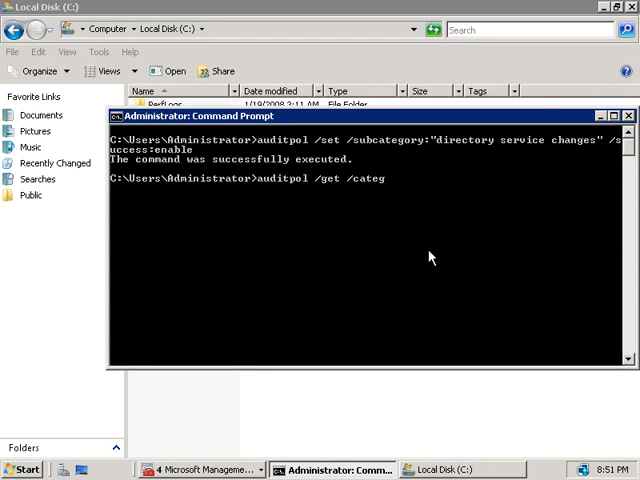 Local Disk (C:)
Computer
Local Disk (C:)
Search
File
Edit
View
Tools
Help
Organize
Views
Open
Share
Favorite Links
Name
Date modified
Type
Size
Tags
Documents
Pictures
Music
Recently Changed
Searches
Public
PerfLogs
1/19/2008 3:11 AM
File Folder
Administrator: Command Prompt
C:\Users\Administrator>auditpol /set /subcategory:"directory service changes" /s
uccess:enable
The command was successfully executed.
C:\Users\Administrator>auditpol /get /categ
Folders
Start
4 Microsoft Manageme...
Administrator: Comm...
Local Disk (C:)
8:51 PM